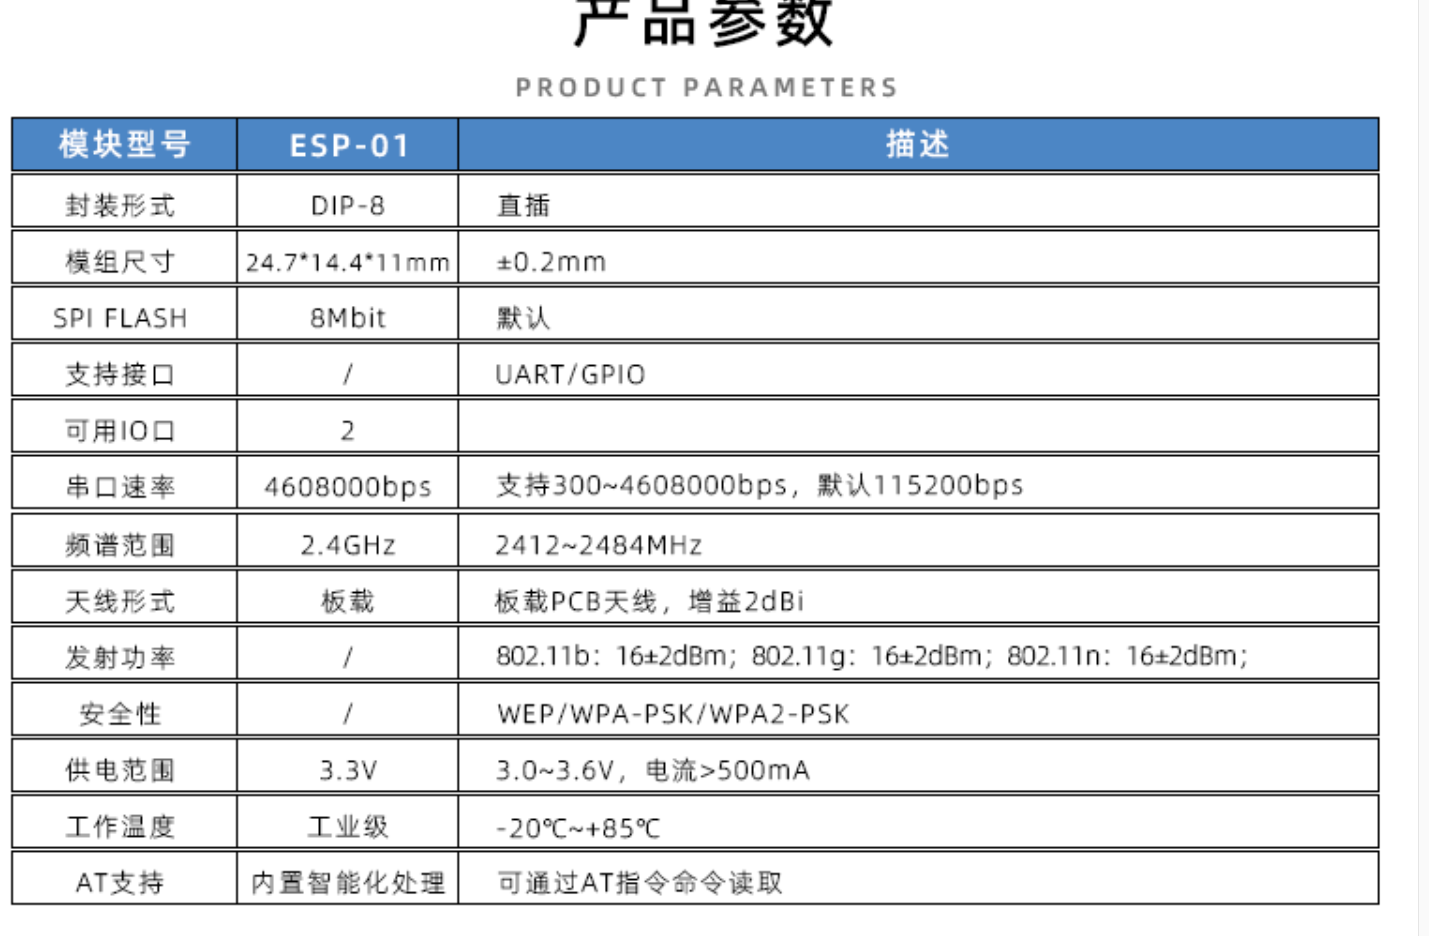 产品参数
PRODUCT PARAMETERS
模块型号 ESP-01 描述
封装形式 DIP-8 直插
模组尺寸 24.7*14.4*11mm ±0.2mm
SPI FLASH 8Mbit 默认
支持接口 / UART/GPIO
可用IO口 2
串口速率 4608000bps 支持300~4608000bps，默认115200bps
频谱范围 2.4GHz 2412~2484MHz
天线形式 板载 板载PCB天线，增益2dBi
发射功率 / 802.11b：16±2dBm；802.11g：16±2dBm；802.11n：16±2dBm；
安全性 / WEP/WPA-PSK/WPA2-PSK
供电范围 3.3V 3.0~3.6V，电流>500mA
工作温度 工业级 -20℃~+85℃
AT支持 内置智能化处理 可通过AT指令命令读取